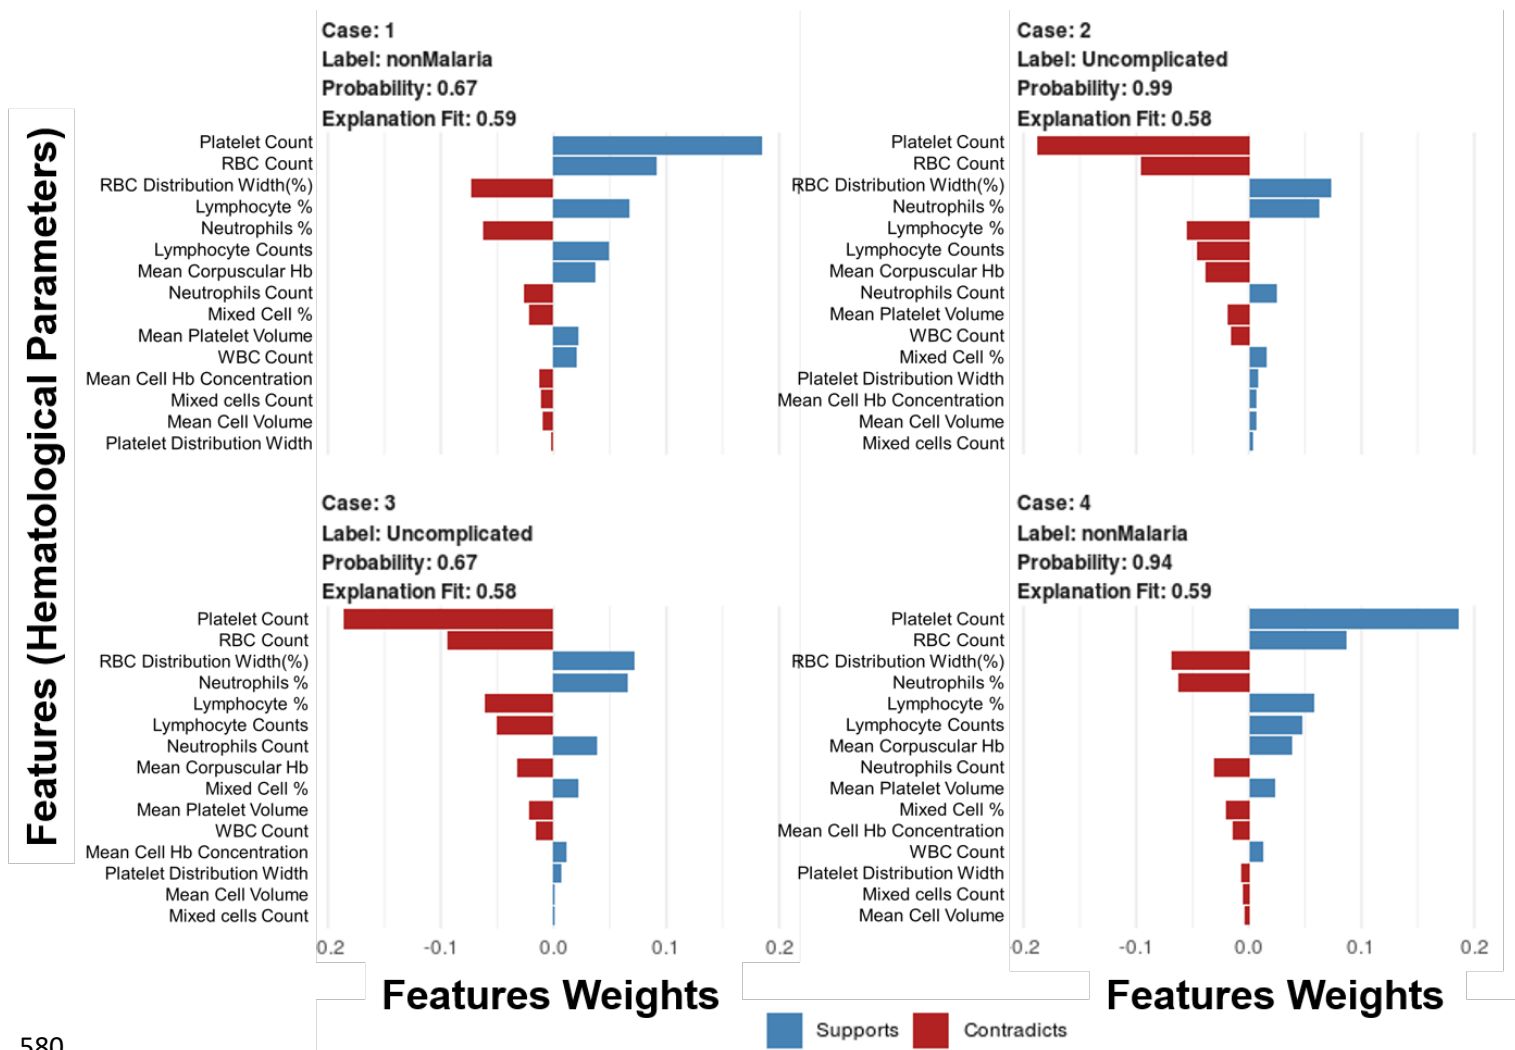 Features (Hematological Parameters)
Case: 1
Label: nonMalaria
Probability: 0.67
Explanation Fit: 0.59
Platelet Count
RBC Count
RBC Distribution Width(%)
Lymphocyte %
Neutrophils %
Lymphocyte Counts
Mean Corpuscular Hb
Neutrophils Count
Mixed Cell %
Mean Platelet Volume
WBC Count
Mean Cell Hb Concentration
Mixed cells Count
Mean Cell Volume
Platelet Distribution Width
Case: 2
Label: Uncomplicated
Probability: 0.99
Explanation Fit: 0.58
Platelet Count
RBC Count
RBC Distribution Width(%)
Neutrophils %
Lymphocyte %
Lymphocyte Counts
Mean Corpuscular Hb
Neutrophils Count
Mean Platelet Volume
WBC Count
Mixed Cell %
Platelet Distribution Width
Mean Cell Hb Concentration
Mean Cell Volume
Mixed cells Count
Case: 3
Label: Uncomplicated
Probability: 0.67
Explanation Fit: 0.58
Platelet Count
RBC Count
RBC Distribution Width(%)
Neutrophils %
Lymphocyte %
Lymphocyte Counts
Neutrophils Count
Mean Corpuscular Hb
Mixed Cell %
Mean Platelet Volume
WBC Count
Mean Cell Hb Concentration
Platelet Distribution Width
Mean Cell Volume
Mixed cells Count
0.2 -0.1 0.0 0.1 0.2
Features Weights
Case: 4
Label: nonMalaria
Probability: 0.94
Explanation Fit: 0.59
Platelet Count
RBC Count
RBC Distribution Width(%)
Neutrophils %
Lymphocyte %
Lymphocyte Counts
Mean Corpuscular Hb
Neutrophils Count
Mean Platelet Volume
Mixed Cell %
Mean Cell Hb Concentration
WBC Count
Platelet Distribution Width
Mixed cells Count
Mean Cell Volume
-0.2 -0.1 0.0 0.1 0.2
Features Weights
Supports Contradicts
580